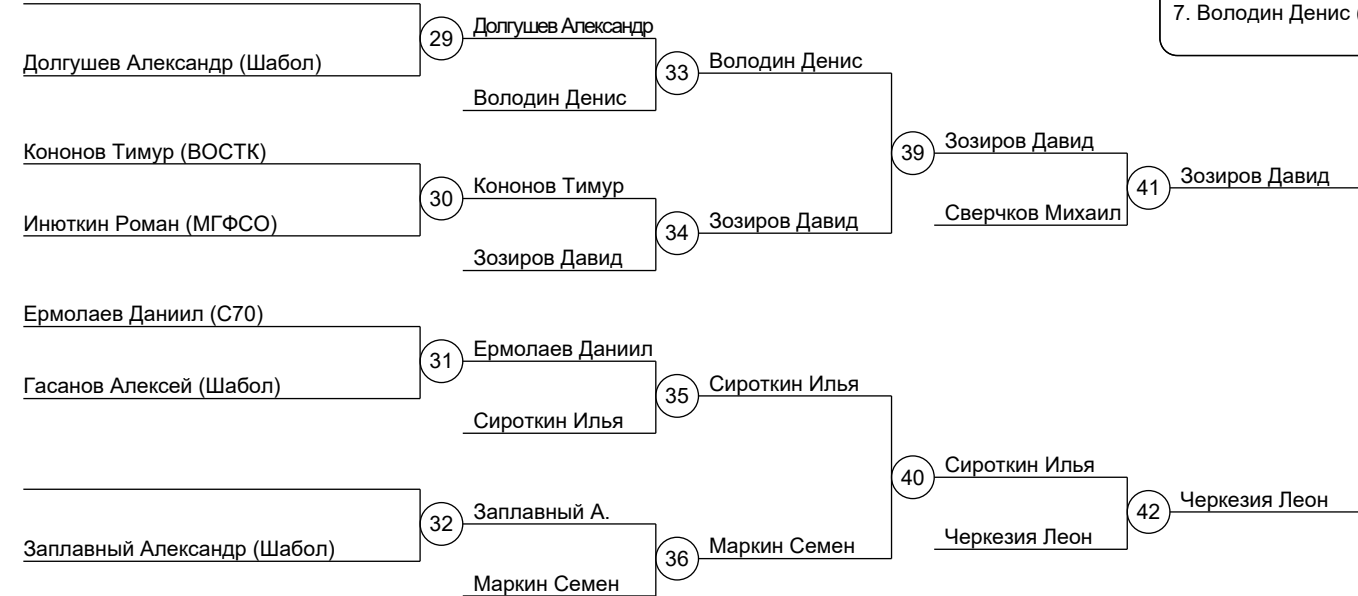 7. Володин Денис (
29
Долгушев Александр
Долгушев Александр (Шабол)
33
Володин Денис
Володин Денис
Кононов Тимур (ВОСТК)
39
Зозиров Давид
30
Кононов Тимур
41
Зозиров Давид
Инюткин Роман (МГФСО)
34
Зозиров Давид
Сверчков Михаил
Зозиров Давид
Ермолаев Даниил (С70)
31
Ермолаев Даниил
Гасанов Алексей (Шабол)
35
Сироткин Илья
Сироткин Илья
40
Сироткин Илья
32
Заплавный А.
42
Черкезия Леон
Заплавный Александр (Шабол)
36
Маркин Семен
Черкезия Леон
Маркин Семен